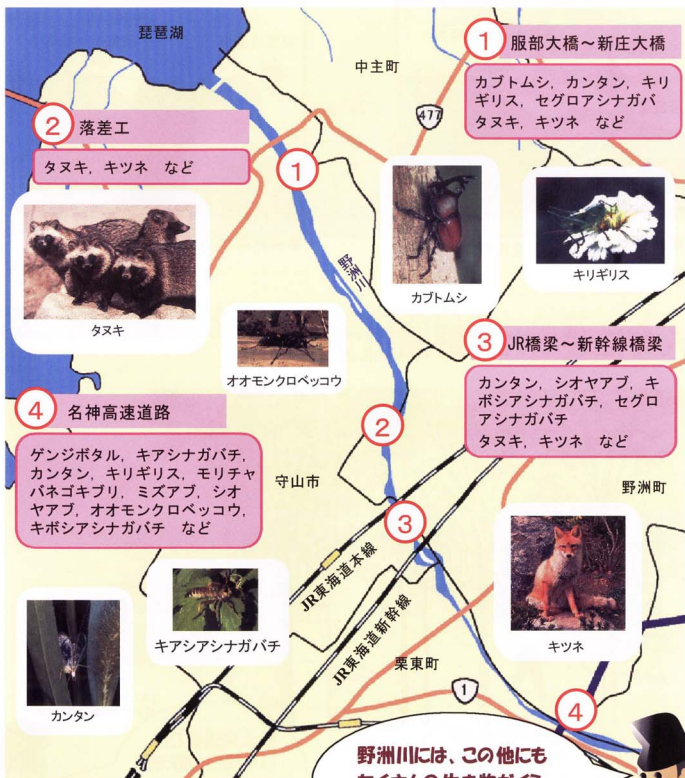 琵琶湖
中主町
1 服部大橋～新庄大橋
カブトムシ, カンタン, キリ
ギリス, セグロアシナガバ
タヌキ, キツネ など
477
2 落差工
タヌキ, キツネ など
1
タヌキ
野洲川
カブトムシ
キリギリス
オオモンクロベッコウ
3 JR橋梁～新幹線橋梁
カンタン, シオヤアブ, キ
ボシアシナガバチ, セグロ
アシナガバチ
タヌキ, キツネ など
4 名神高速道路
ゲンジボタル, キアシナガバチ,
カンタン, キリギリス, モリチャ
バネゴキブリ, ミズアブ, シオ
ヤアブ, オオモンクロベッコウ,
キボシアシナガバチ など
2
守山市
野洲町
3
JR東海道本線
JR東海道新幹線
キアシアシナガバチ
キツネ
カンタン
栗東町
1
4
野洲川には、この他にも